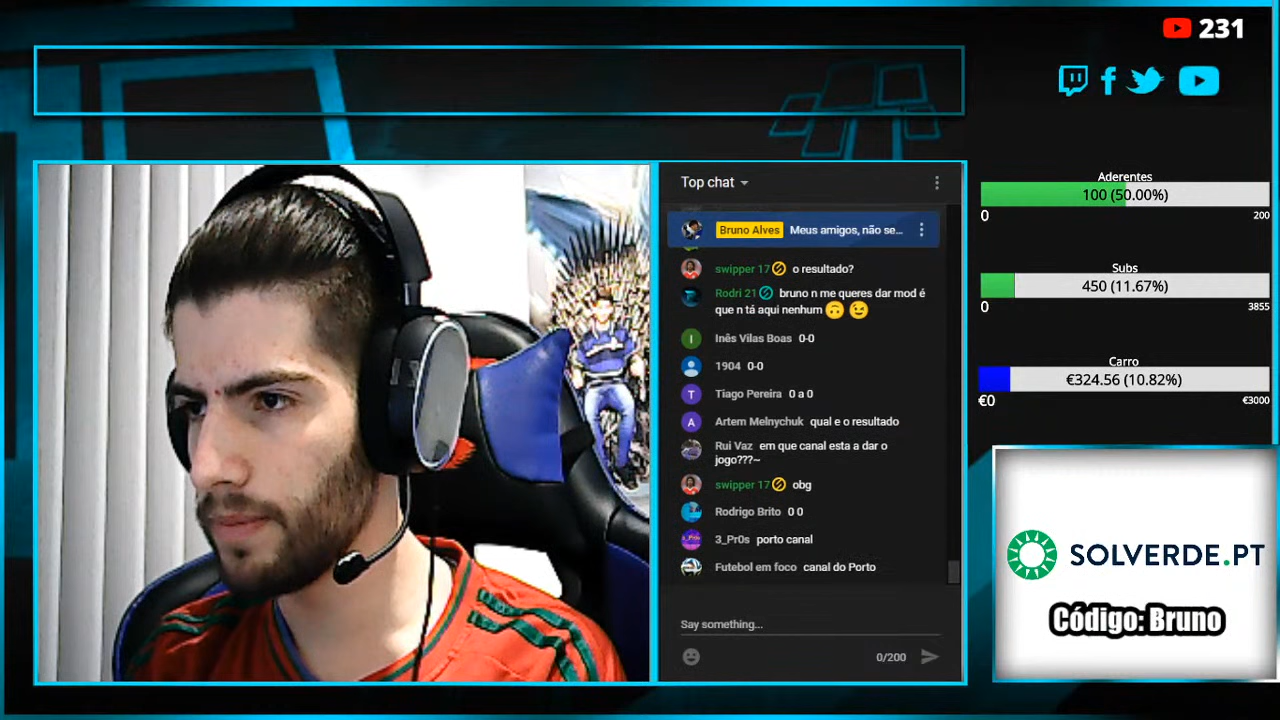 231
Top chat
Bruno Alves Meus amigos, não se...
swipper 17 o resultado?
Rodri 21 bruno n me queres dar mod é
que n tá aqui nenhum 🙃 😉
Inês Vilas Boas 0-0
1904 0-0
Tiago Pereira 0 a 0
Artem Melnychuk qual e o resultado
Rui Vaz em que canal esta a dar o
jogo???~
swipper 17 obg
Rodrigo Brito 0 0
3_Pr0s porto canal
Futebol em foco canal do Porto
Say something...
0/200
Aderentes
100 (50.00%)
0 200
Subs
450 (11.67%)
0 3855
Carro
€324.56 (10.82%)
€0 €3000
SOLVERDE.PT
Código: Bruno